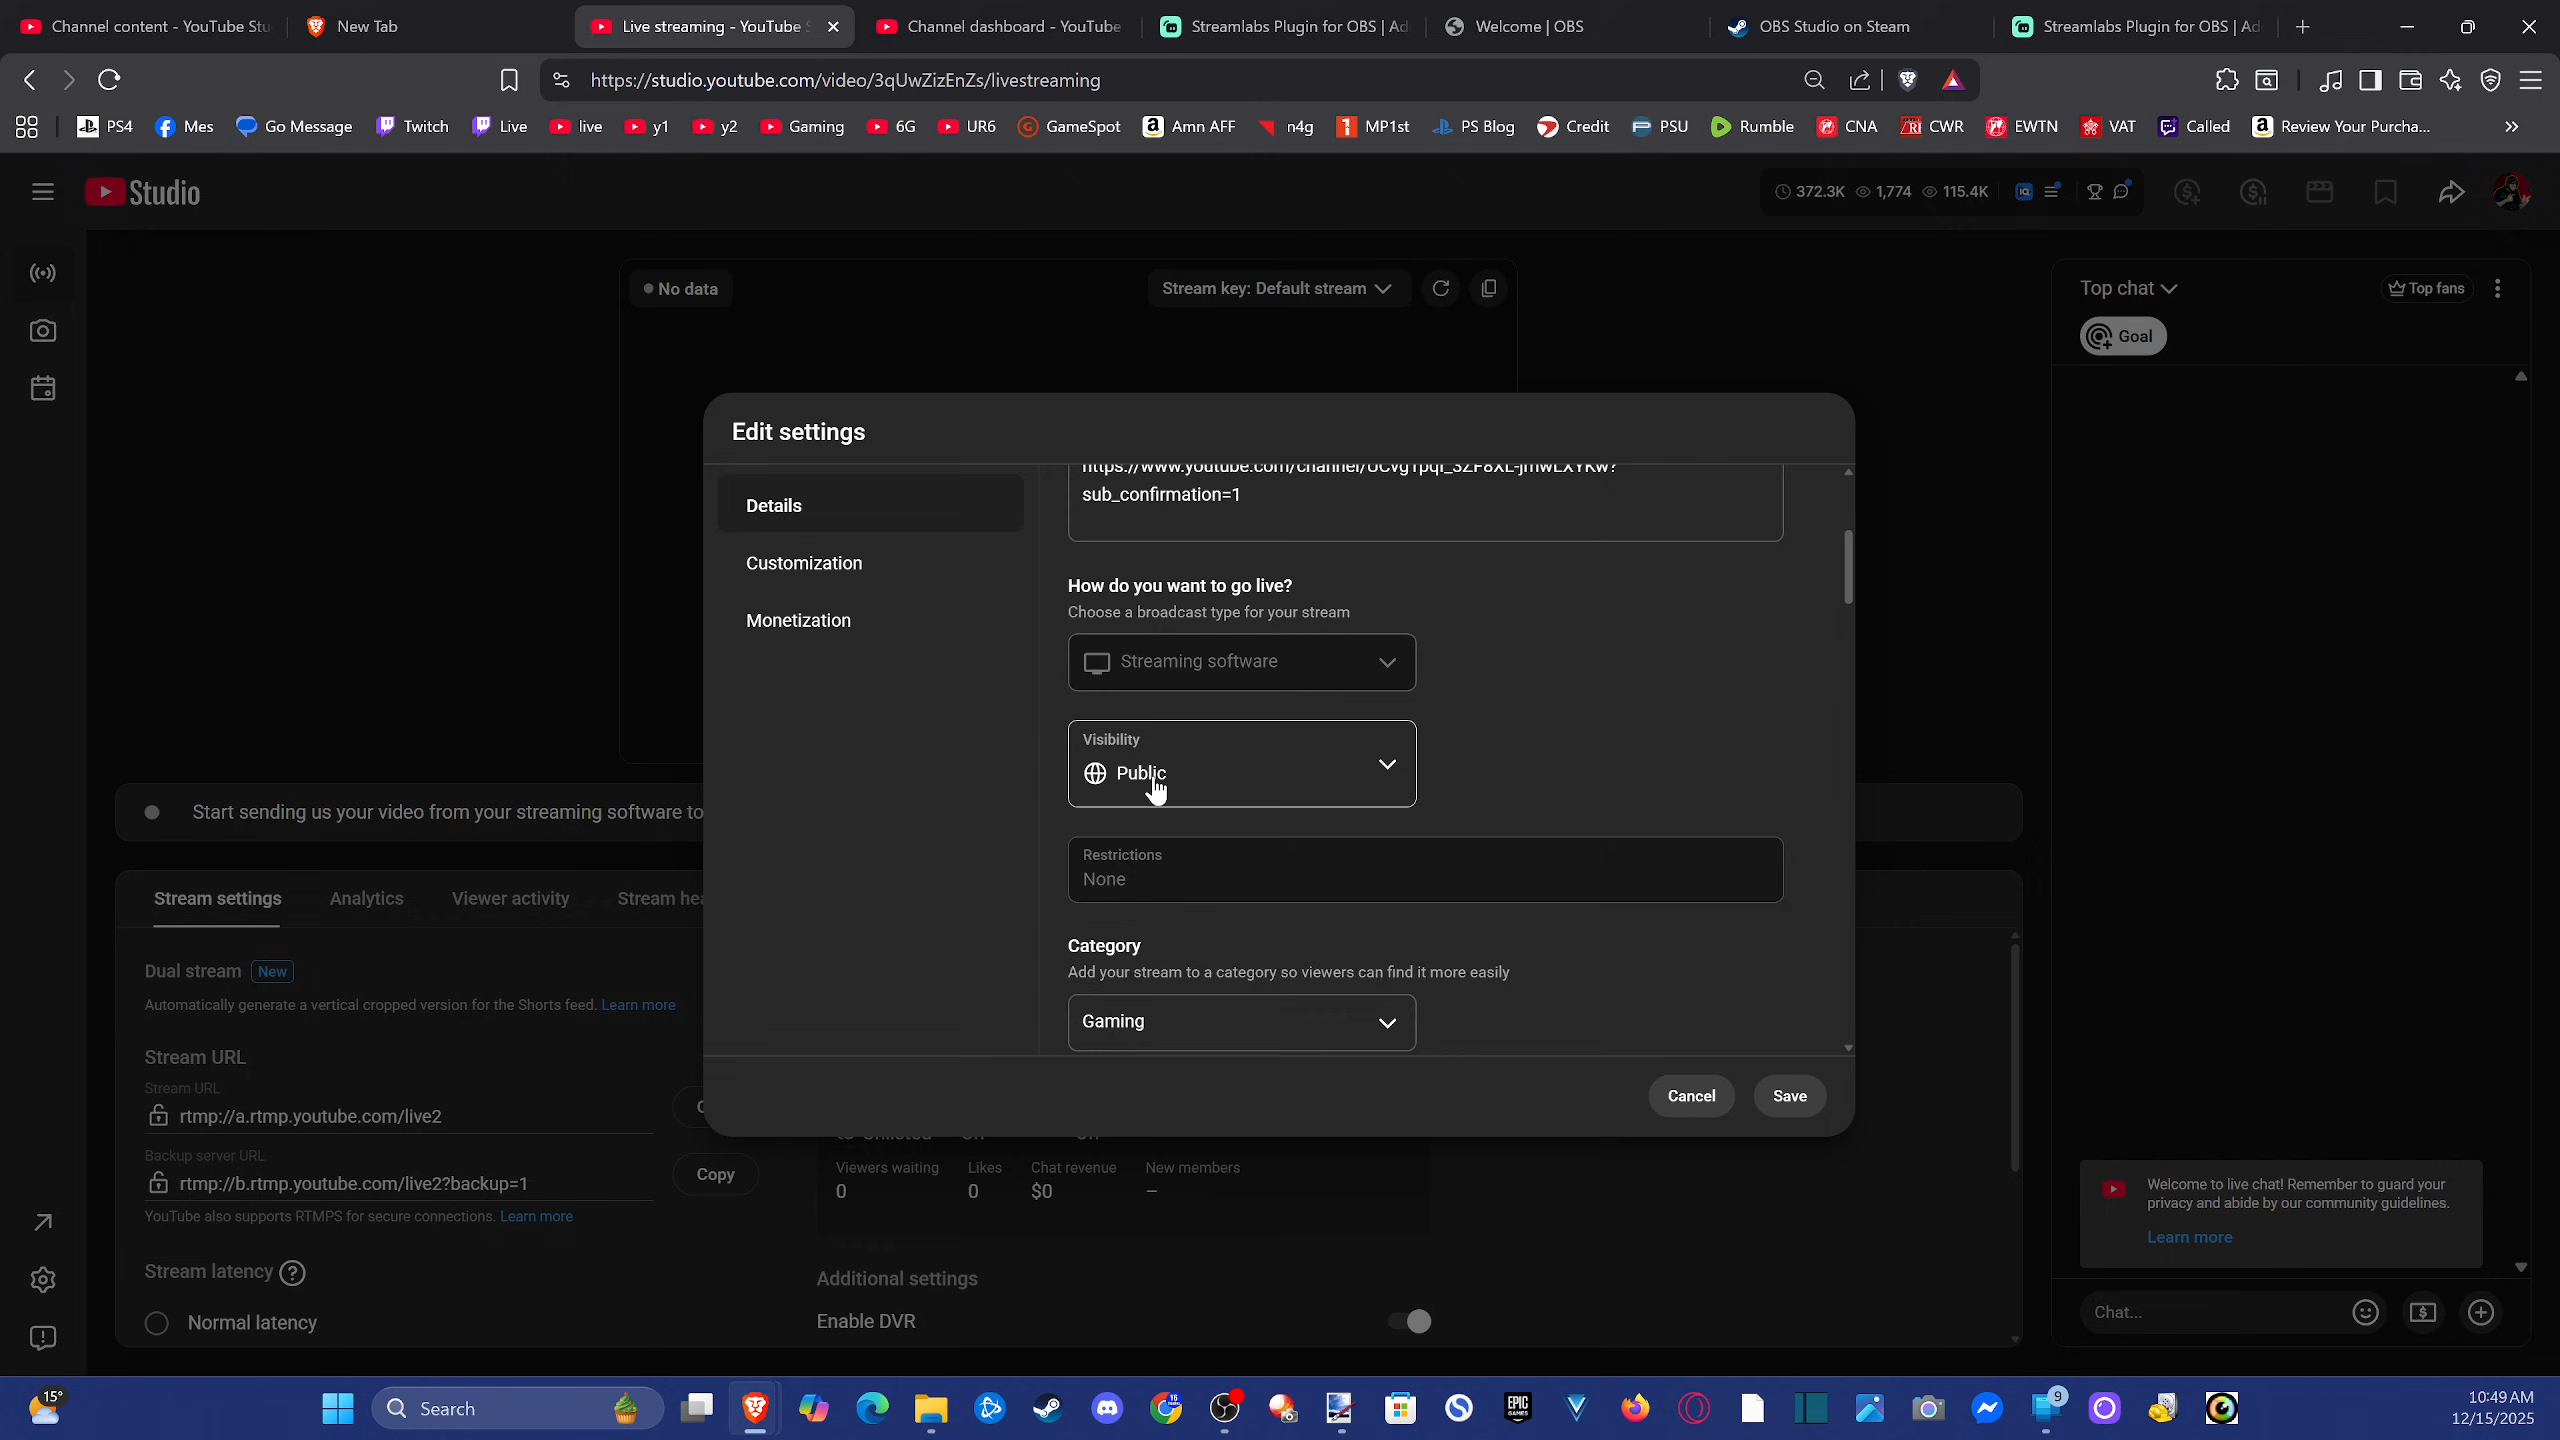 Channel content - YouTube Stu
New Tab
Live streaming - YouTube S
Channel dashboard - YouTube
Streamlabs Plugin for OBS | Ad
Welcome | OBS
OBS Studio on Steam
Streamlabs Plugin for OBS | Ad
https://studio.youtube.com/video/3qUwZizEnZs/livestreaming
PS4
Mes
Go Message
Twitch
Live
live
y1
y2
Gaming
6G
UR6
GameSpot
Amn AFF
n4g
MP1st
PS Blog
Credit
PSU
Rumble
CNA
CWR
EWTN
VAT
Called
Review Your Purcha...
Studio
372.3K
1,774
115.4K
No data
Stream key: Default stream
Top chat
Top fans
Goal
Edit settings
Details
Customization
Monetization
sub_confirmation=1
How do you want to go live?
Choose a broadcast type for your stream
Streaming software
Visibility
Public
Restrictions
None
Category
Add your stream to a category so viewers can find it more easily
Gaming
Cancel
Save
Start sending us your video from your streaming software to
Stream settings
Analytics
Viewer activity
Stream hea
Dual stream New
Automatically generate a vertical cropped version for the Shorts feed. Learn more
Stream URL
Stream URL
rtmp://a.rtmp.youtube.com/live2
Backup server URL
rtmp://b.rtmp.youtube.com/live2?backup=1
Copy
YouTube also supports RTMPS for secure connections. Learn more
Stream latency
Normal latency
Viewers waiting
Likes
Chat revenue
New members
0
0
$0
–
Additional settings
Enable DVR
Welcome to live chat! Remember to guard your
privacy and abide by our community guidelines.
Learn more
Chat...
15°
Search
EPIC
GAMES
9
10:49 AM
12/15/2025